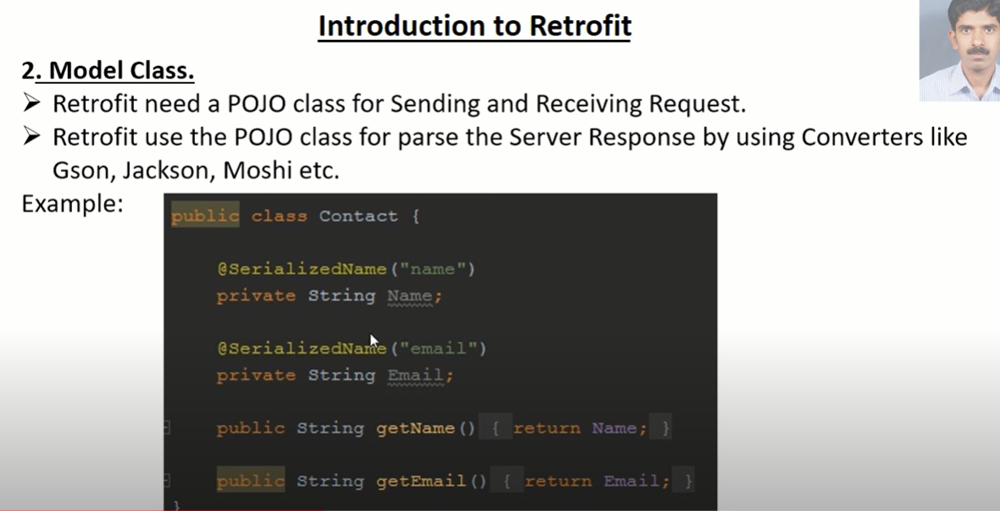 Introduction to Retrofit
2. Model Class.
➢ Retrofit need a POJO class for Sending and Receiving Request.
➢ Retrofit use the POJO class for parse the Server Response by using Converters like
Gson, Jackson, Moshi etc.
Example:
public class Contact {
@SerializedName("name")
private String Name;
@SerializedName("email")
private String Email;
public String getName() { return Name; }
public String getEmail() { return Email; }
}